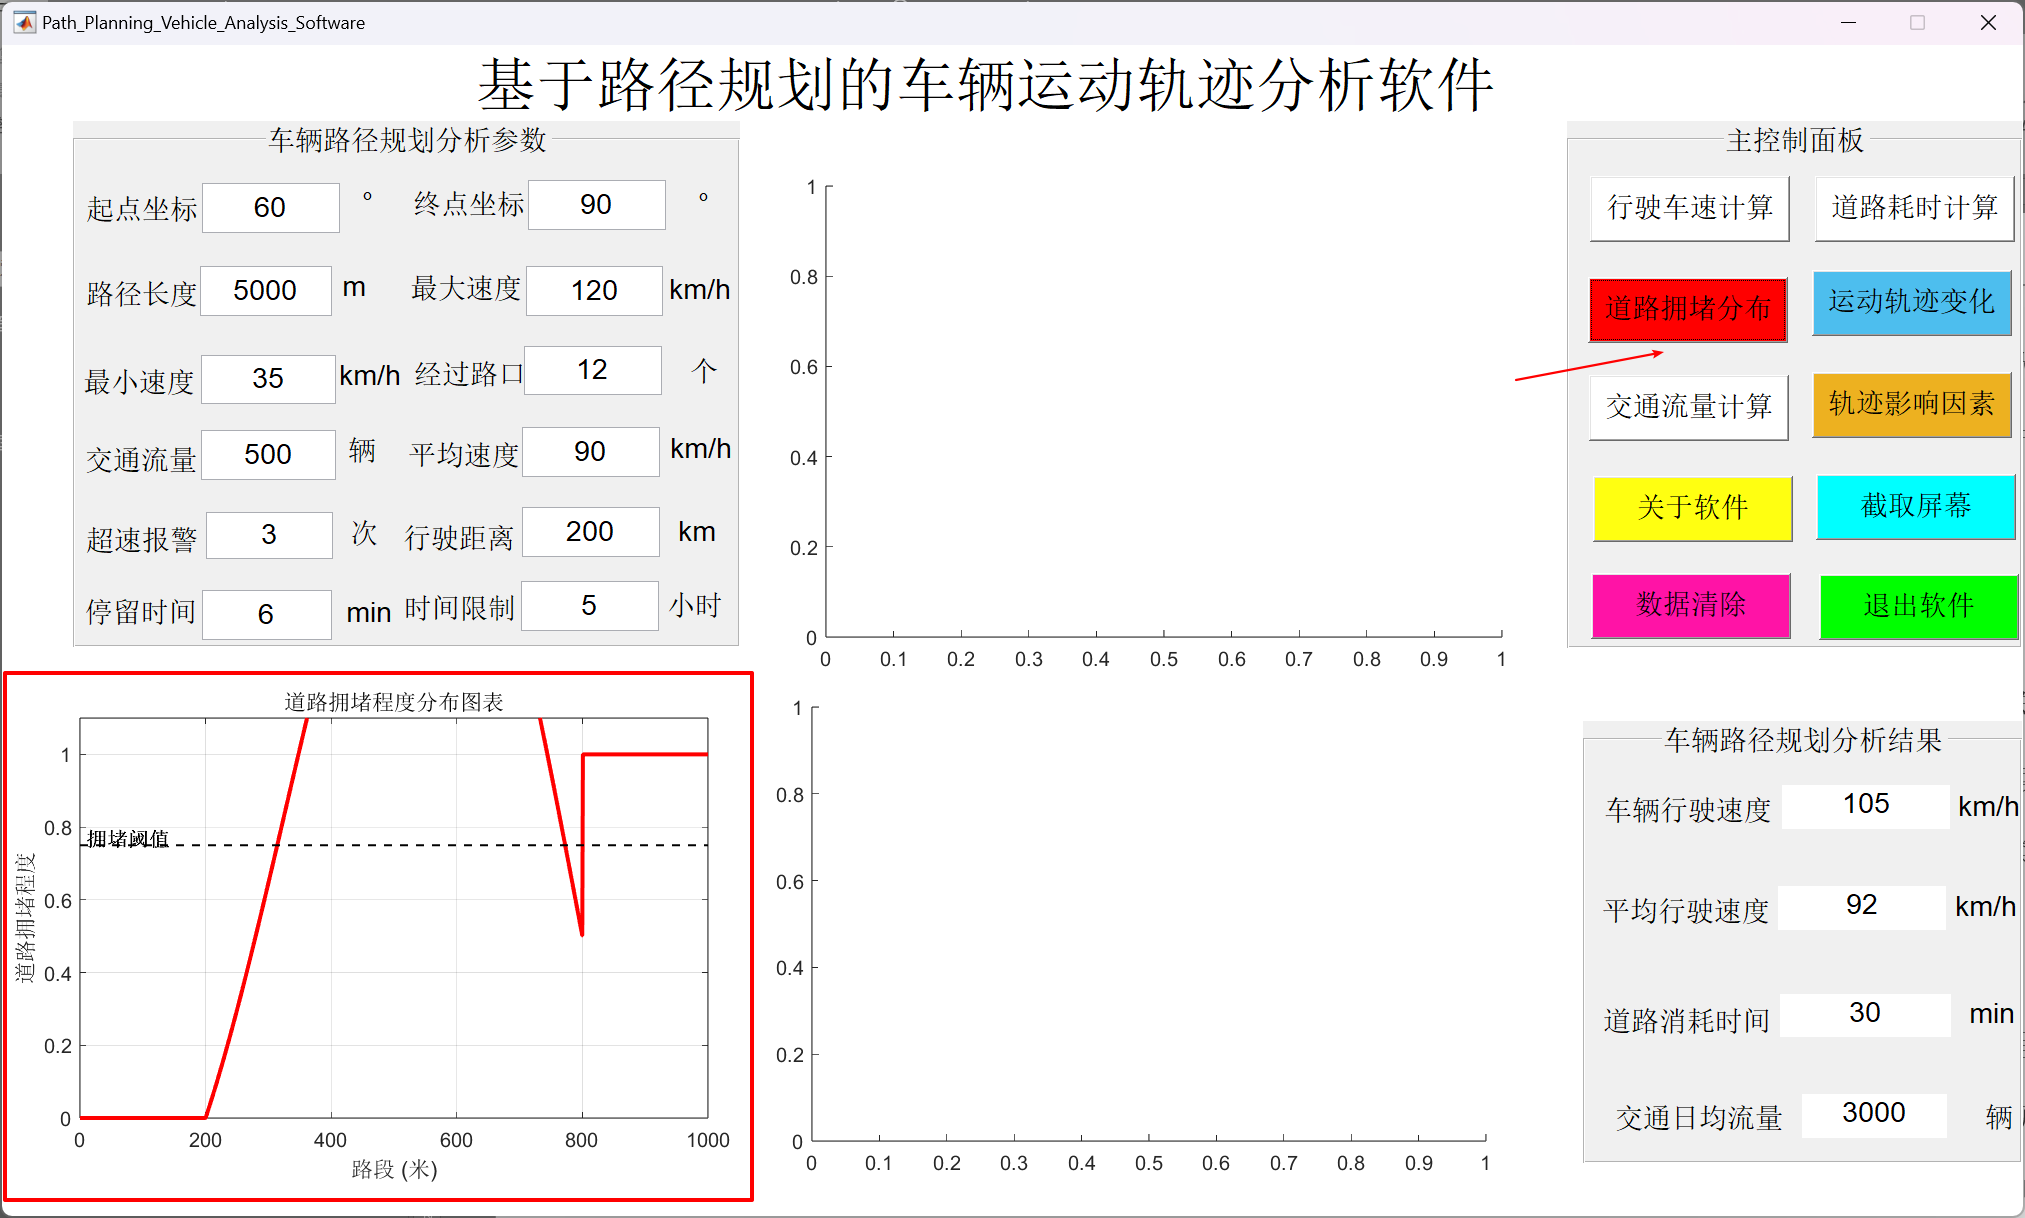 Path_Planning_Vehicle_Analysis_Software
基于路径规划的车辆运动轨迹分析软件
车辆路径规划分析参数
起点坐标 60 ° 终点坐标 90 °
路径长度 5000 m 最大速度 120 km/h
最小速度 35 km/h 经过路口 12 个
交通流量 500 辆 平均速度 90 km/h
超速报警 3 次 行驶距离 200 km
停留时间 6 min 时间限制 5 小时
1
0.8
0.6
0.4
0.2
0
0 0.1 0.2 0.3 0.4 0.5 0.6 0.7 0.8 0.9 1
主控制面板
行驶车速计算 道路耗时计算
道路拥堵分布 运动轨迹变化
交通流量计算 轨迹影响因素
关于软件 截取屏幕
数据清除 退出软件
道路拥堵程度分布图表
道路拥堵程度
1
0.8
拥堵阈值
0.6
0.4
0.2
0
0 200 400 600 800 1000
路段 (米)
1
0.8
0.6
0.4
0.2
0
0 0.1 0.2 0.3 0.4 0.5 0.6 0.7 0.8 0.9 1
车辆路径规划分析结果
车辆行驶速度 105 km/h
平均行驶速度 92 km/h
道路消耗时间 30 min
交通日均流量 3000 辆